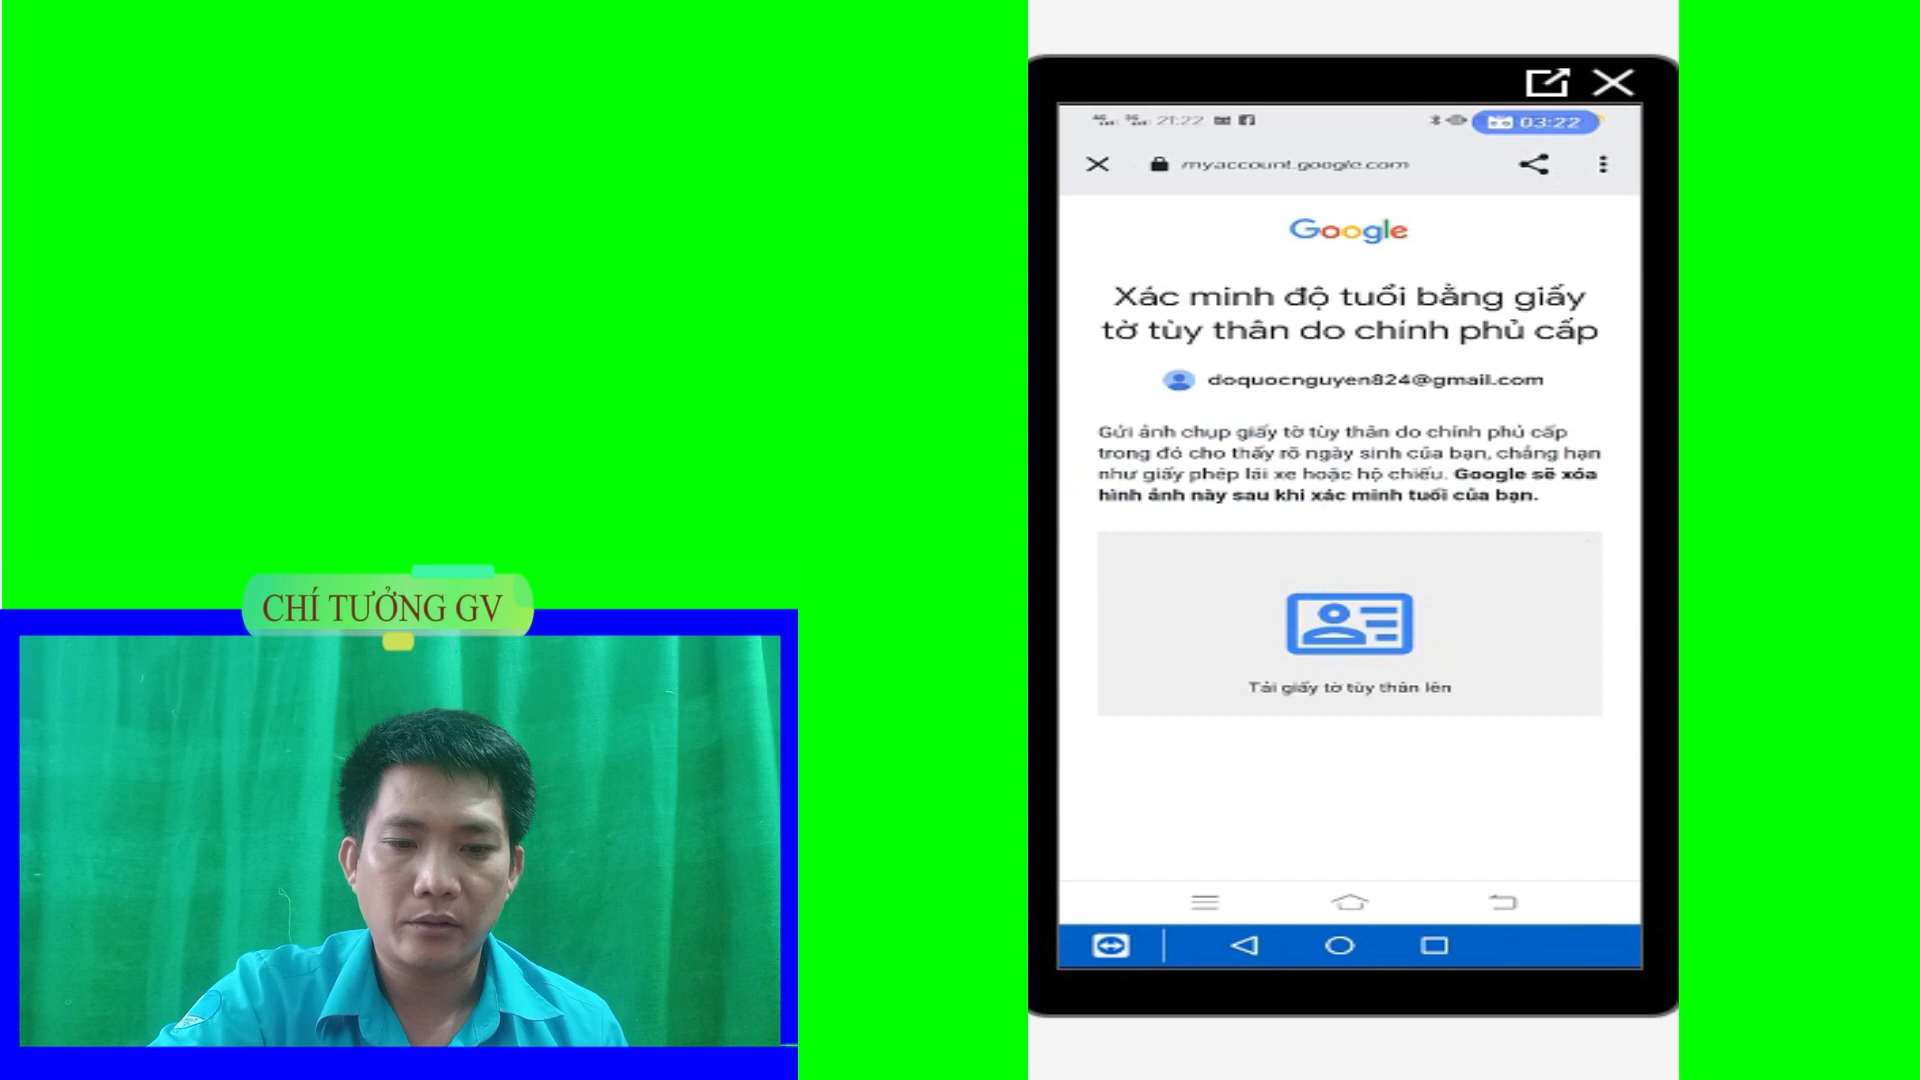 CHÍ TƯỞNG GV
21:22
03:22
myaccount.google.com
Google
Xác minh độ tuổi bằng giấy
tờ tùy thân do chính phủ cấp
doquocnguyen824@gmail.com
Gửi ảnh chụp giấy tờ tùy thân do chính phủ cấp
trong đó cho thấy rõ ngày sinh của bạn, chẳng hạn
như giấy phép lái xe hoặc hộ chiếu. Google sẽ xóa
hình ảnh này sau khi xác minh tuổi của bạn.
Tải giấy tờ tùy thân lên